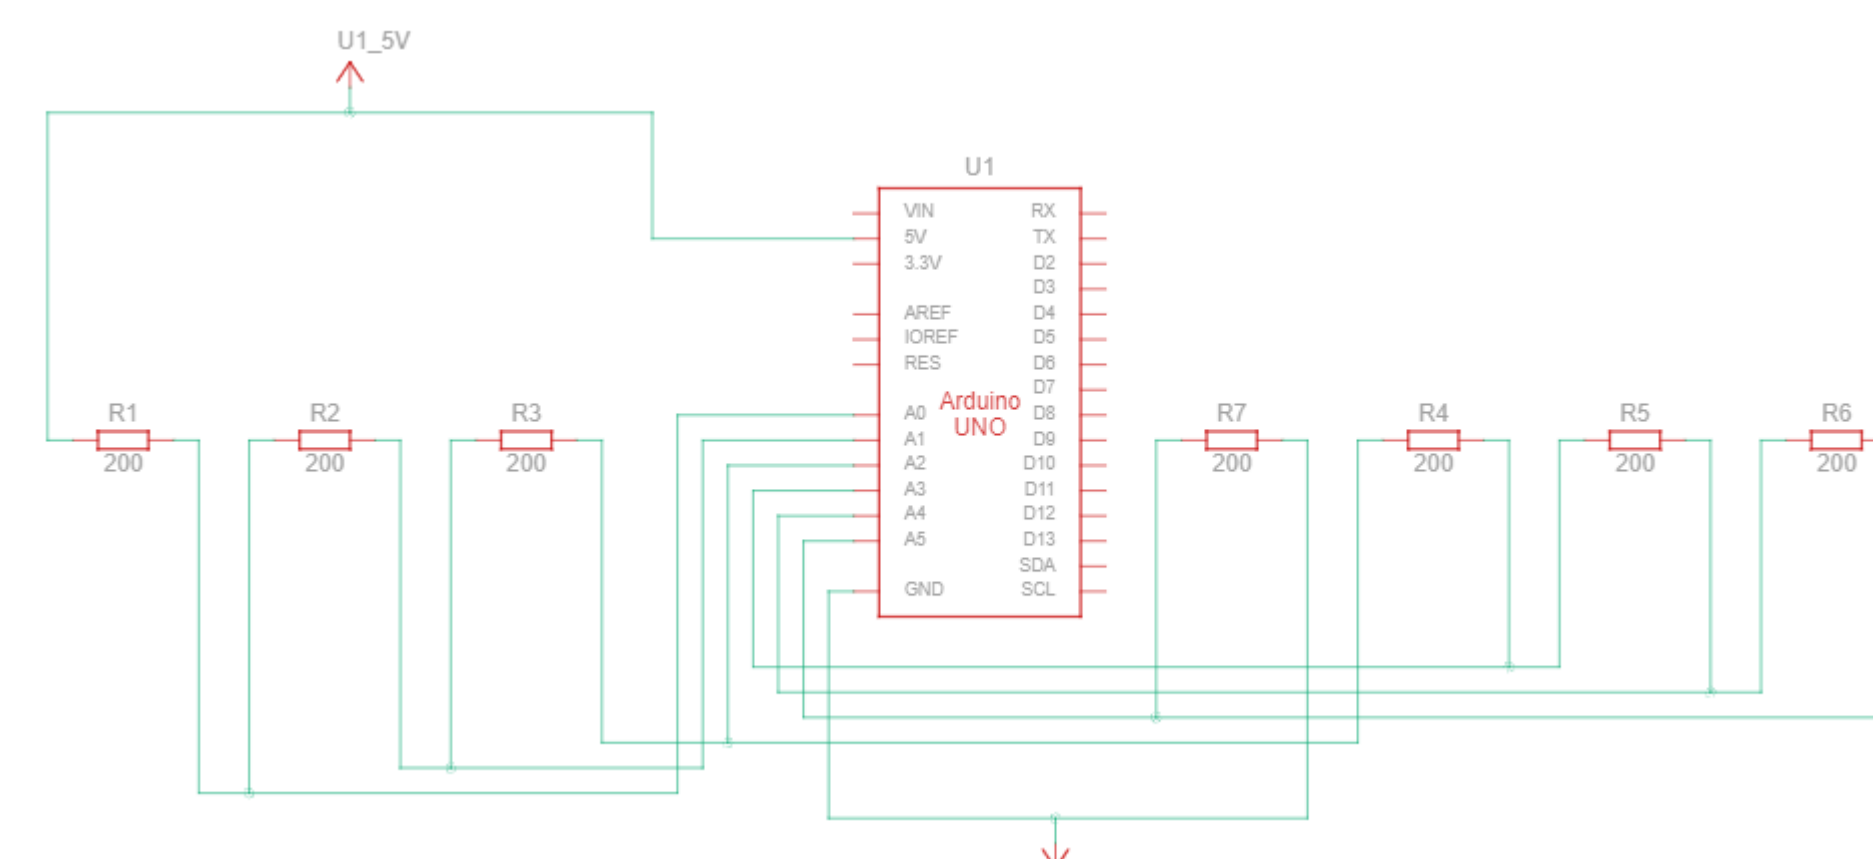 U1_5V
U1
VIN RX
5V TX
3.3V D2
D3
AREF D4
IOREF D5
RES D6
D7
A0 D8
A1 D9
A2 D10
A3 D11
A4 D12
A5 D13
SDA
GND SCL
Arduino
UNO
R1 R2 R3 R7 R4 R5 R6
200 200 200 200 200 200 200